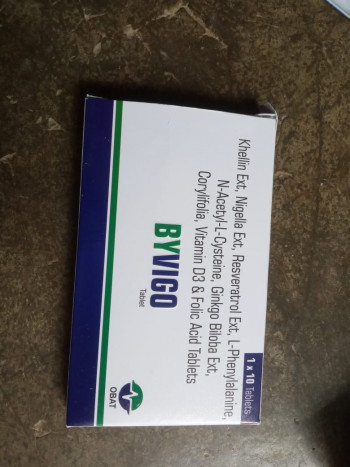 1 x 10 Tablets
Khellin Ext, Nigella Ext, Resveratrol Ext, L-Phenylalanine,
N-Acetyl-L-Cysteine, Ginkgo Biloba Ext,
Corylifolia, Vitamin D3 & Folic Acid Tablets
BYVIGO
Tablet
OBAT